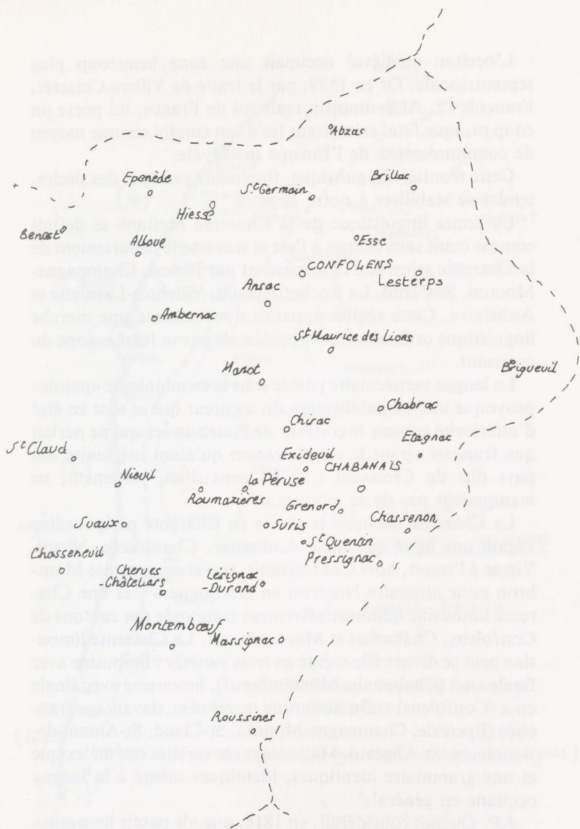 Abzac
Eponède
St Germain
Brillac
Hiesse
Benest
Alloue
Esse
CONFOLENS
Lesterps
Ansac
Ambernac
St Maurice des Lions
Manot
Brigueuil
Chabrac
Chirac
Etagnac
St Claud
Exideuil
CHABANAIS
Nieuil
la Péruse
Roumazières
Grenord
Suaux
Suris
Chassenon
St Quentin
Chasseneuil
Pressignac
Cherves
-Châtelars
Lésignac
-Durand
Montembœuf
Massignac
Roussines